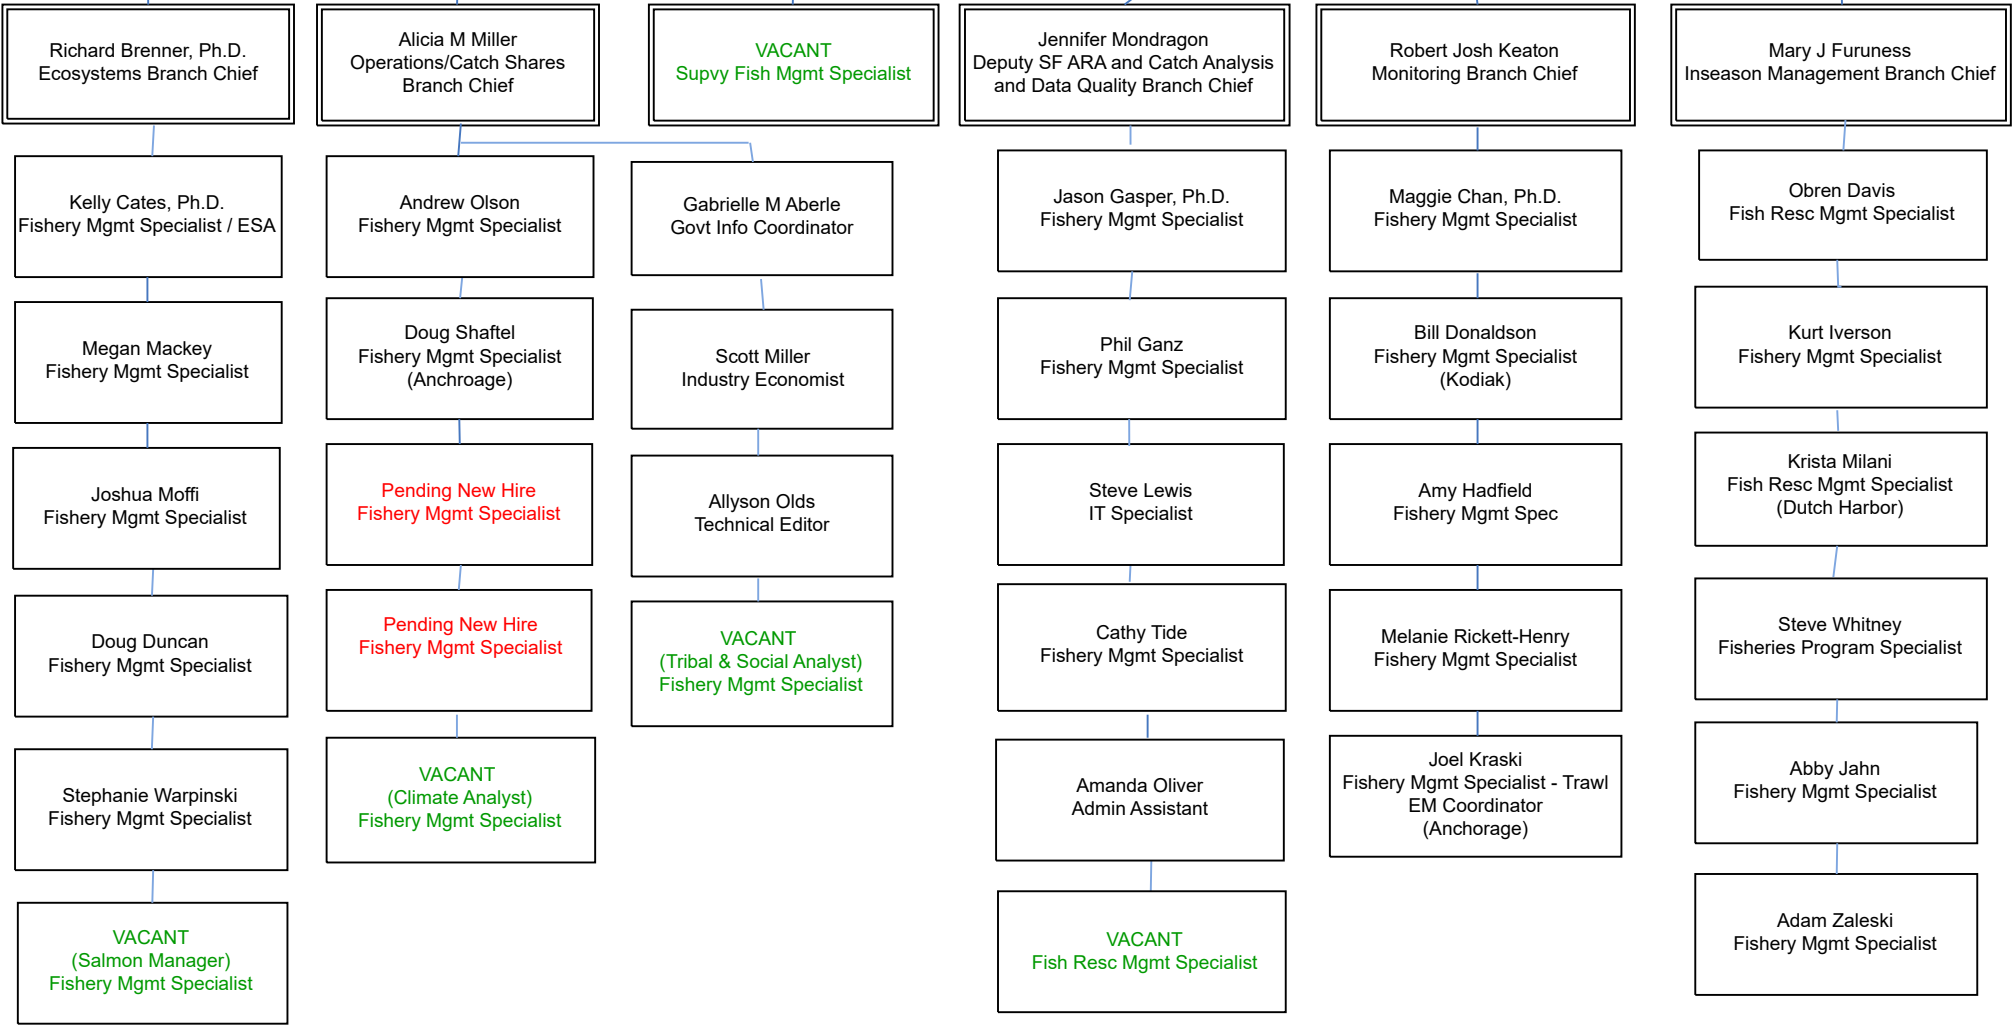 Richard Brenner, Ph.D.
Ecosystems Branch Chief
Alicia M Miller
Operations/Catch Shares
Branch Chief
VACANT
Supvy Fish Mgmt Specialist
Jennifer Mondragon
Deputy SF ARA and Catch Analysis
and Data Quality Branch Chief
Robert Josh Keaton
Monitoring Branch Chief
Mary J Furuness
Inseason Management Branch Chief
Kelly Cates, Ph.D.
Fishery Mgmt Specialist / ESA
Megan Mackey
Fishery Mgmt Specialist
Joshua Moffi
Fishery Mgmt Specialist
Doug Duncan
Fishery Mgmt Specialist
Stephanie Warpinski
Fishery Mgmt Specialist
VACANT
(Salmon Manager)
Fishery Mgmt Specialist
Andrew Olson
Fishery Mgmt Specialist
Doug Shaftel
Fishery Mgmt Specialist
(Anchroage)
Pending New Hire
Fishery Mgmt Specialist
Pending New Hire
Fishery Mgmt Specialist
VACANT
(Climate Analyst)
Fishery Mgmt Specialist
Gabrielle M Aberle
Govt Info Coordinator
Scott Miller
Industry Economist
Allyson Olds
Technical Editor
VACANT
(Tribal & Social Analyst)
Fishery Mgmt Specialist
Jason Gasper, Ph.D.
Fishery Mgmt Specialist
Phil Ganz
Fishery Mgmt Specialist
Steve Lewis
IT Specialist
Cathy Tide
Fishery Mgmt Specialist
Amanda Oliver
Admin Assistant
VACANT
Fish Resc Mgmt Specialist
Maggie Chan, Ph.D.
Fishery Mgmt Specialist
Bill Donaldson
Fishery Mgmt Specialist
(Kodiak)
Amy Hadfield
Fishery Mgmt Spec
Melanie Rickett-Henry
Fishery Mgmt Specialist
Joel Kraski
Fishery Mgmt Specialist - Trawl
EM Coordinator
(Anchorage)
Obren Davis
Fish Resc Mgmt Specialist
Kurt Iverson
Fishery Mgmt Specialist
Krista Milani
Fish Resc Mgmt Specialist
(Dutch Harbor)
Steve Whitney
Fisheries Program Specialist
Abby Jahn
Fishery Mgmt Specialist
Adam Zaleski
Fishery Mgmt Specialist